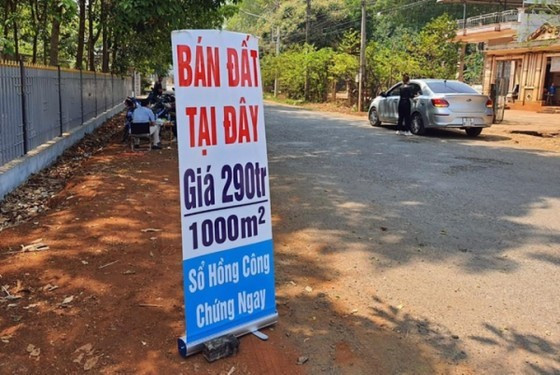 BÁN ĐẤT
TẠI ĐÂY
Giá 290tr
1000m²
Sổ Hồng Công
Chứng Ngay